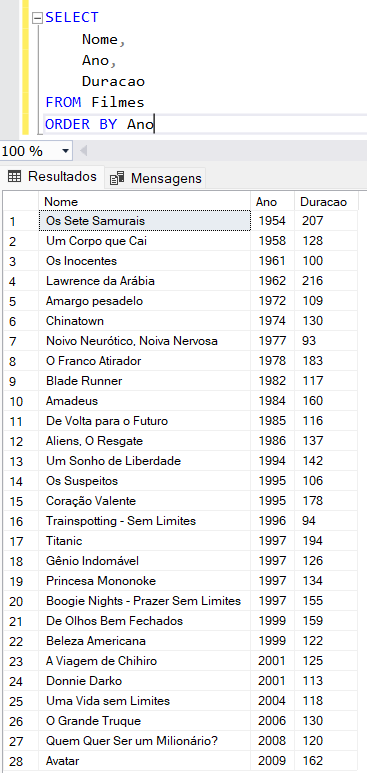 SELECT
Nome,
Ano,
Duracao
FROM Filmes
ORDER BY Ano
100 %
Resultados Mensagens
Nome Ano Duracao
1 Os Sete Samurais 1954 207
2 Um Corpo que Cai 1958 128
3 Os Inocentes 1961 100
4 Lawrence da Arábia 1962 216
5 Amargo pesadelo 1972 109
6 Chinatown 1974 130
7 Noivo Neurótico, Noiva Nervosa 1977 93
8 O Franco Atirador 1978 183
9 Blade Runner 1982 117
10 Amadeus 1984 160
11 De Volta para o Futuro 1985 116
12 Aliens, O Resgate 1986 137
13 Um Sonho de Liberdade 1994 142
14 Os Suspeitos 1995 106
15 Coração Valente 1995 178
16 Trainspotting - Sem Limites 1996 94
17 Titanic 1997 194
18 Gênio Indomável 1997 126
19 Princesa Mononoke 1997 134
20 Boogie Nights - Prazer Sem Limites 1997 155
21 De Olhos Bem Fechados 1999 159
22 Beleza Americana 1999 122
23 A Viagem de Chihiro 2001 125
24 Donnie Darko 2001 113
25 Uma Vida sem Limites 2004 118
26 O Grande Truque 2006 130
27 Quem Quer Ser um Milionário? 2008 120
28 Avatar 2009 162